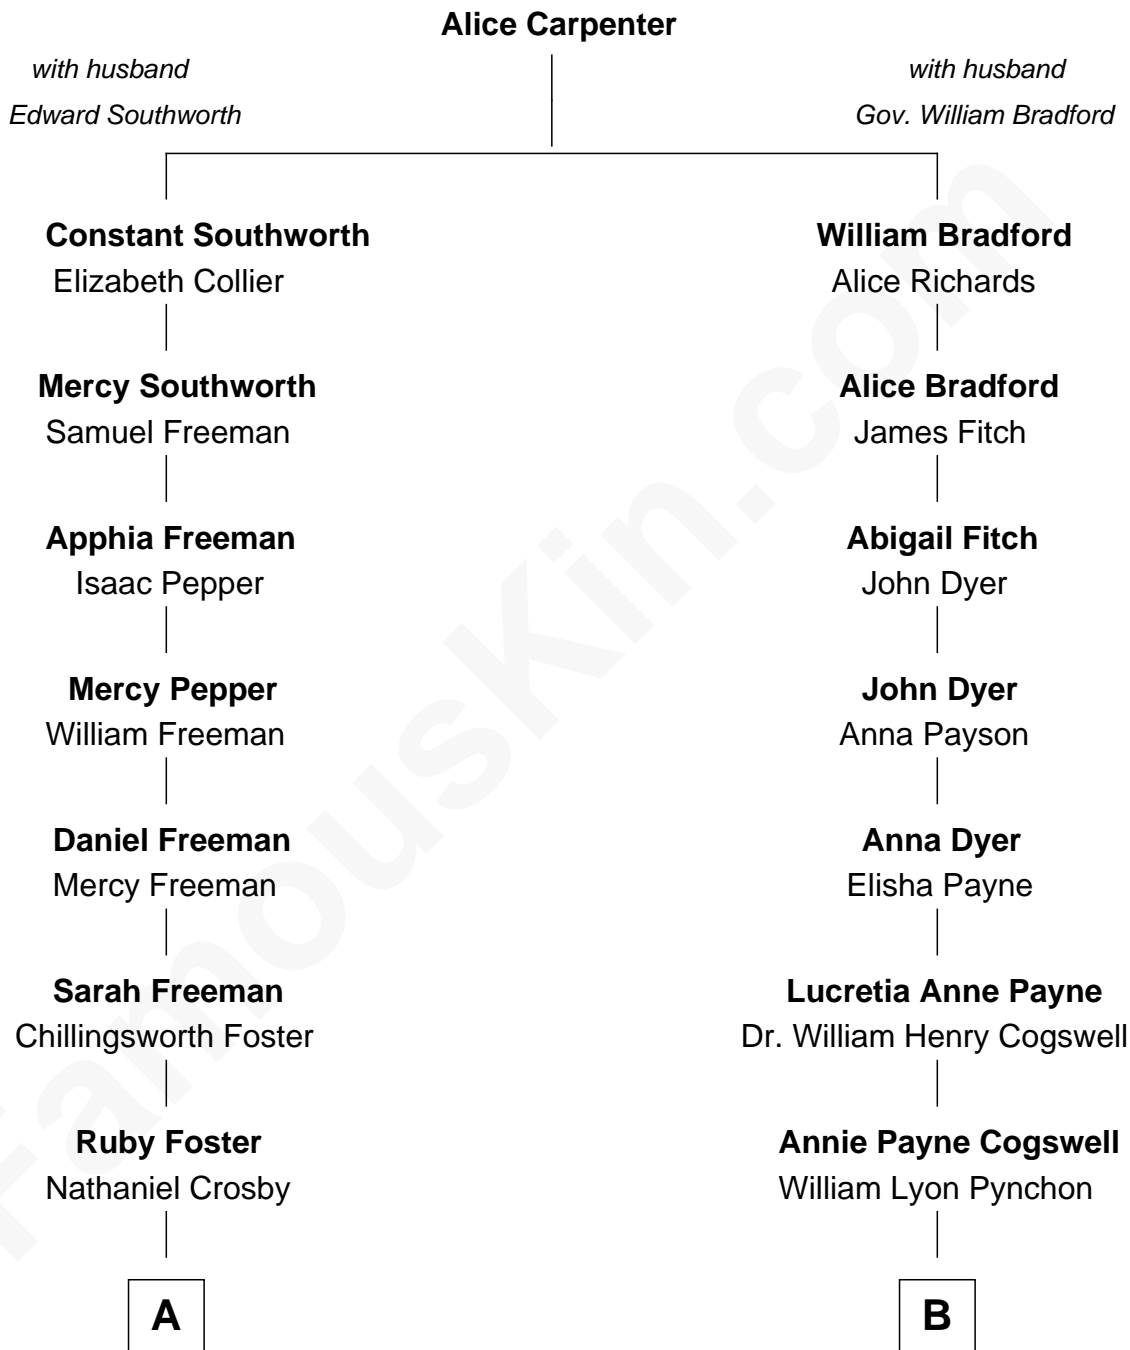 Alice Carpenter
with husband
Edward Southworth
with husband
Gov. William Bradford
Constant Southworth
Elizabeth Collier
William Bradford
Alice Richards
Mercy Southworth
Samuel Freeman
Alice Bradford
James Fitch
Apphia Freeman
Isaac Pepper
Abigail Fitch
John Dyer
Mercy Pepper
William Freeman
John Dyer
Anna Payson
Daniel Freeman
Mercy Freeman
Anna Dyer
Elisha Payne
Sarah Freeman
Chillingsworth Foster
Lucretia Anne Payne
Dr. William Henry Cogswell
Ruby Foster
Nathaniel Crosby
Annie Payne Cogswell
William Lyon Pynchon
A
B
FamousKin.com